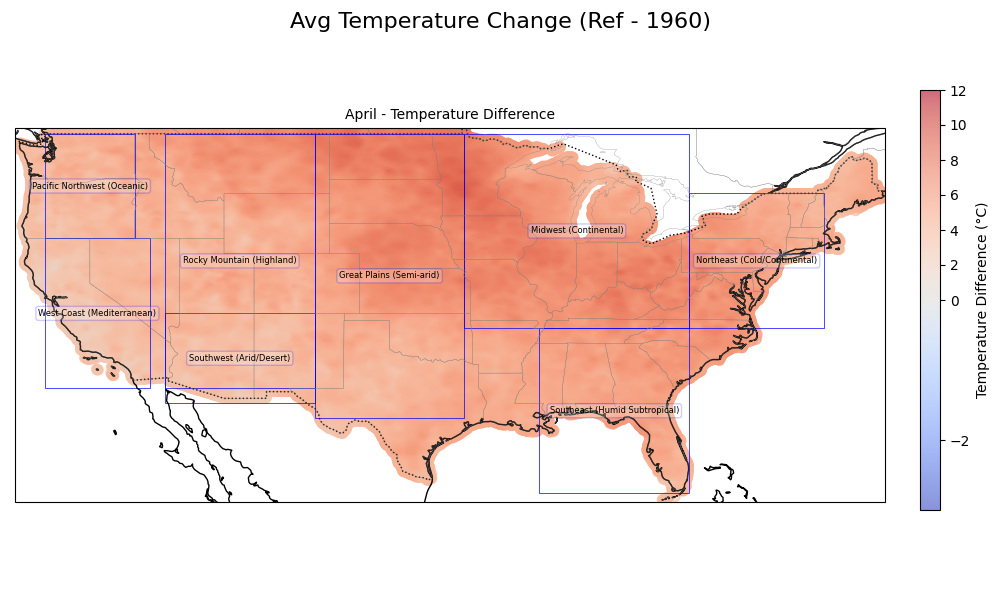 Avg Temperature Change (Ref - 1960)
April - Temperature Difference
Pacific Northwest (Oceanic)
Midwest (Continental)
Rocky Mountain (Highland)
Northeast (Cold/Continental)
Great Plains (Semi-arid)
West Coast (Mediterranean)
Southwest (Arid/Desert)
Southeast (Humid Subtropical)
12
10
8
6
4
2
0
−2
Temperature Difference (°C)